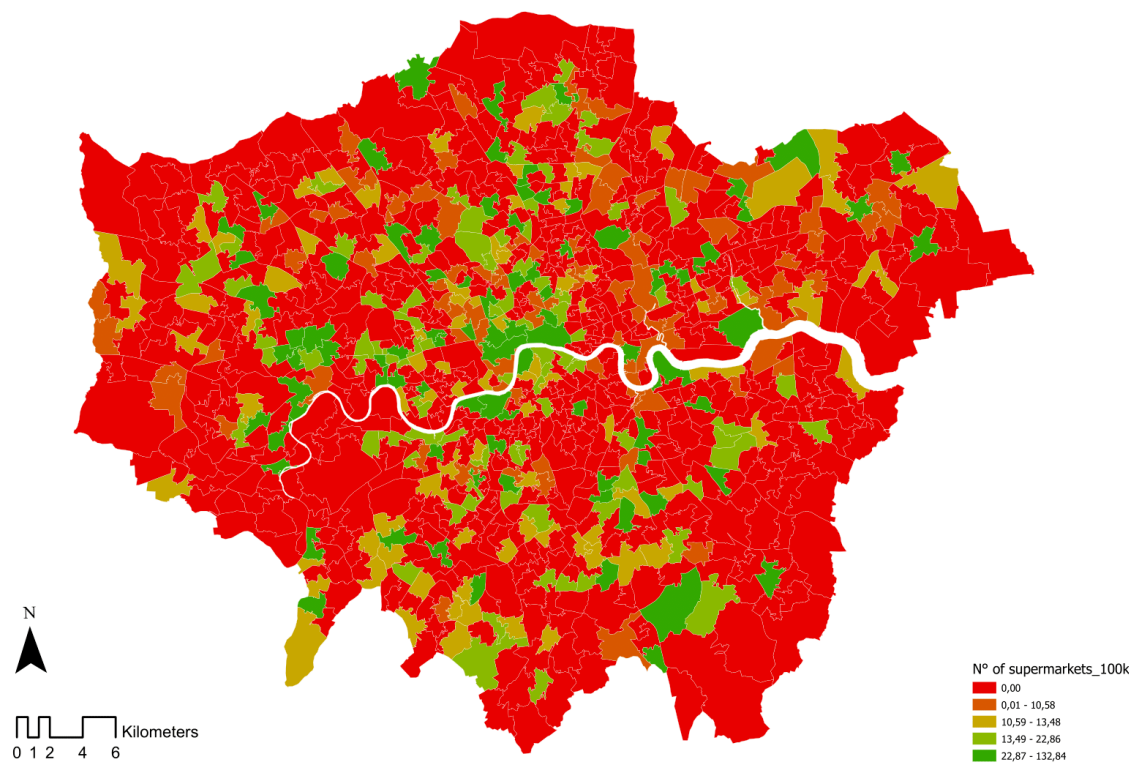 N
Kilometers
0 1 2 4 6
N° of supermarkets_100k
0,00
0,01 - 10,58
10,59 - 13,48
13,49 - 22,86
22,87 - 132,84